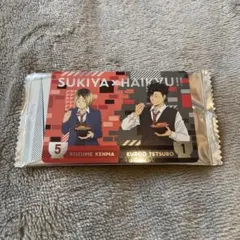 SUKIYA×HAIKYU!!
5
KOZUME KENMA
KUROO TETSURO
1